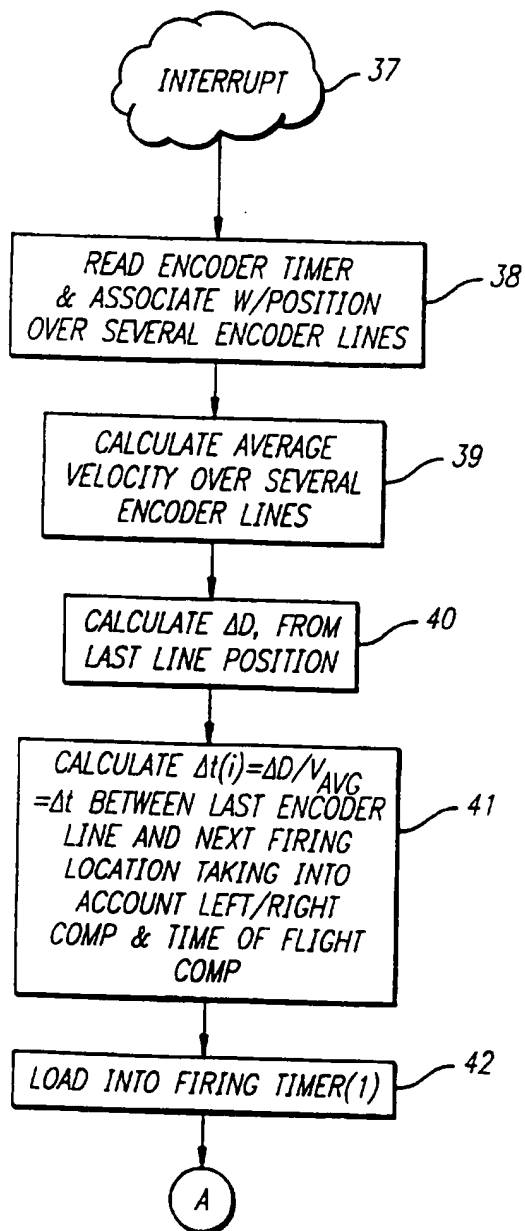 INTERRUPT
37
READ ENCODER TIMER
& ASSOCIATE W/POSITION
OVER SEVERAL ENCODER LINES
38
CALCULATE AVERAGE
VELOCITY OVER SEVERAL
ENCODER LINES
39
CALCULATE ΔD, FROM
LAST LINE POSITION
40
CALCULATE Δt(i)=ΔD/VAVG
=Δt BETWEEN LAST ENCODER
LINE AND NEXT FIRING
LOCATION TAKING INTO
ACCOUNT LEFT/RIGHT
COMP & TIME OF FLIGHT
COMP
41
LOAD INTO FIRING TIMER(1)
42
A